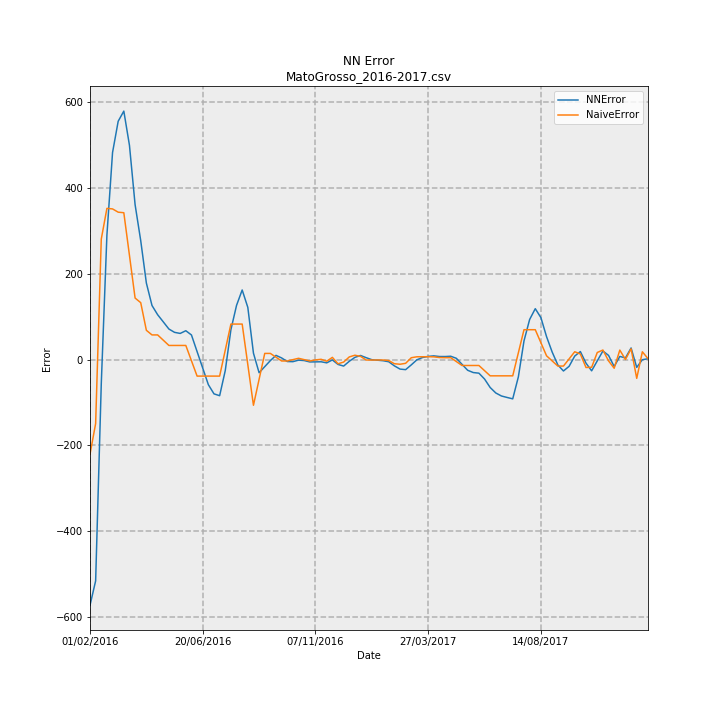 NN Error
MatoGrosso_2016-2017.csv
NNError
NaiveError
600
400
200
0
−200
−400
−600
Error
01/02/2016 20/06/2016 07/11/2016 27/03/2017 14/08/2017
Date